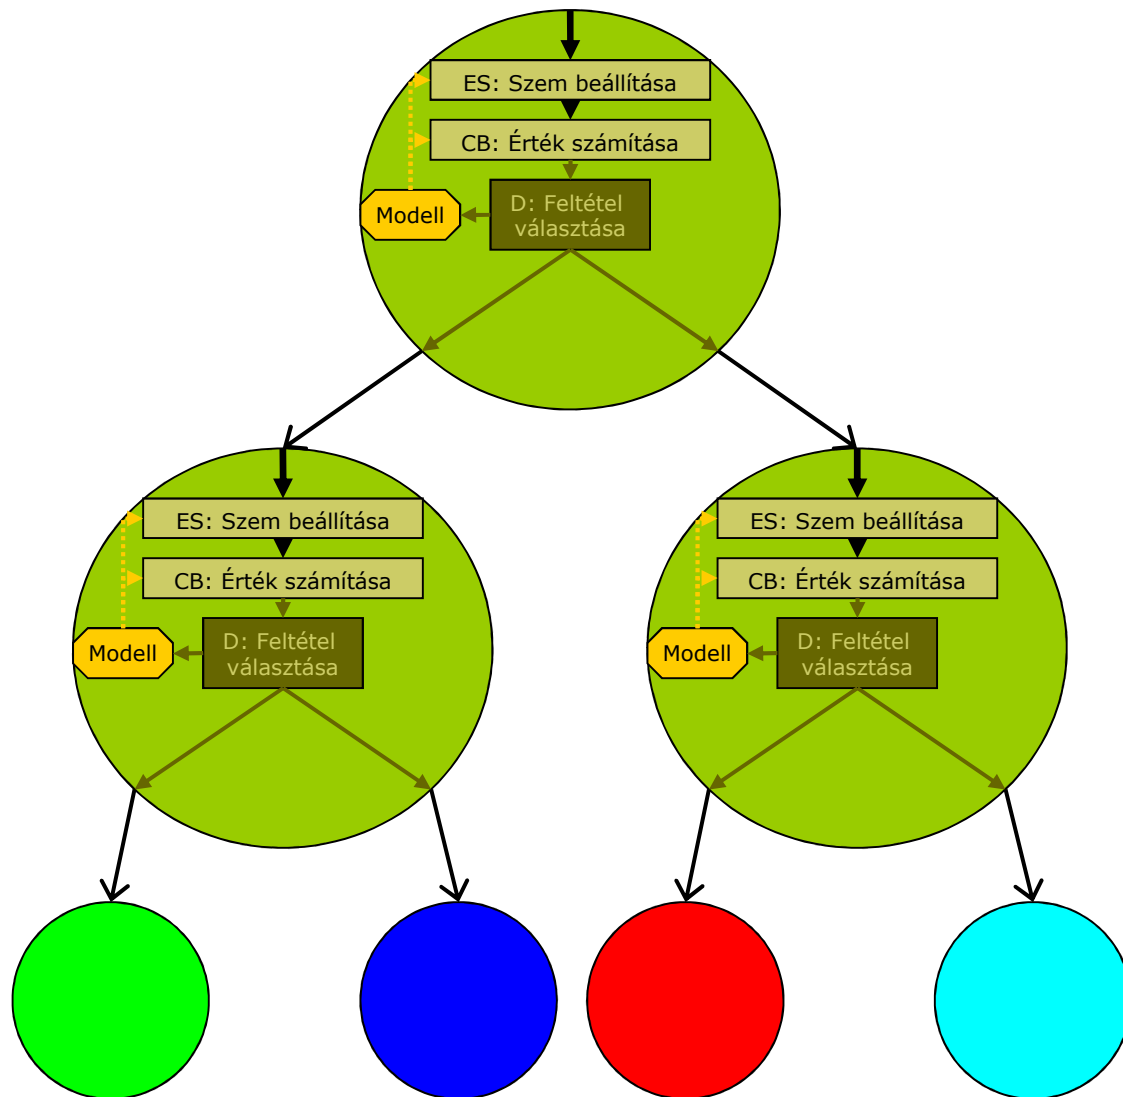 ES: Szem beállítása
CB: Érték számítása
D: Feltétel
választása
Modell
ES: Szem beállítása
CB: Érték számítása
D: Feltétel
választása
Modell
ES: Szem beállítása
CB: Érték számítása
D: Feltétel
választása
Modell